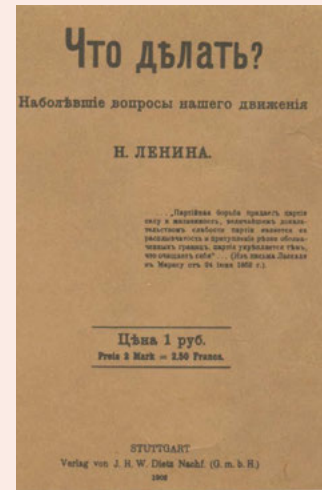 Что дѣлать?
Наболѣвшіе вопросы нашего движенія
Н. ЛЕНИНА.
. . . „Партійная борьба придаетъ партіи
силу и жизненность, величайшимъ доказа-
тельствомъ слабости партіи является ея
расплывчатость и притупленіе рѣзко обозна-
ченныхъ границъ, партія укрѣпляется тѣмъ,
что очищаетъ себя“ . . . (Изъ письма Лассаля
къ Марксу отъ 24 іюня 1852 г.).
Цѣна 1 руб.
Preis 2 Mark = 2.50 Francs.
STUTTGART
Verlag von J. H. W. Dietz Nachf. (G. m. b. H.)